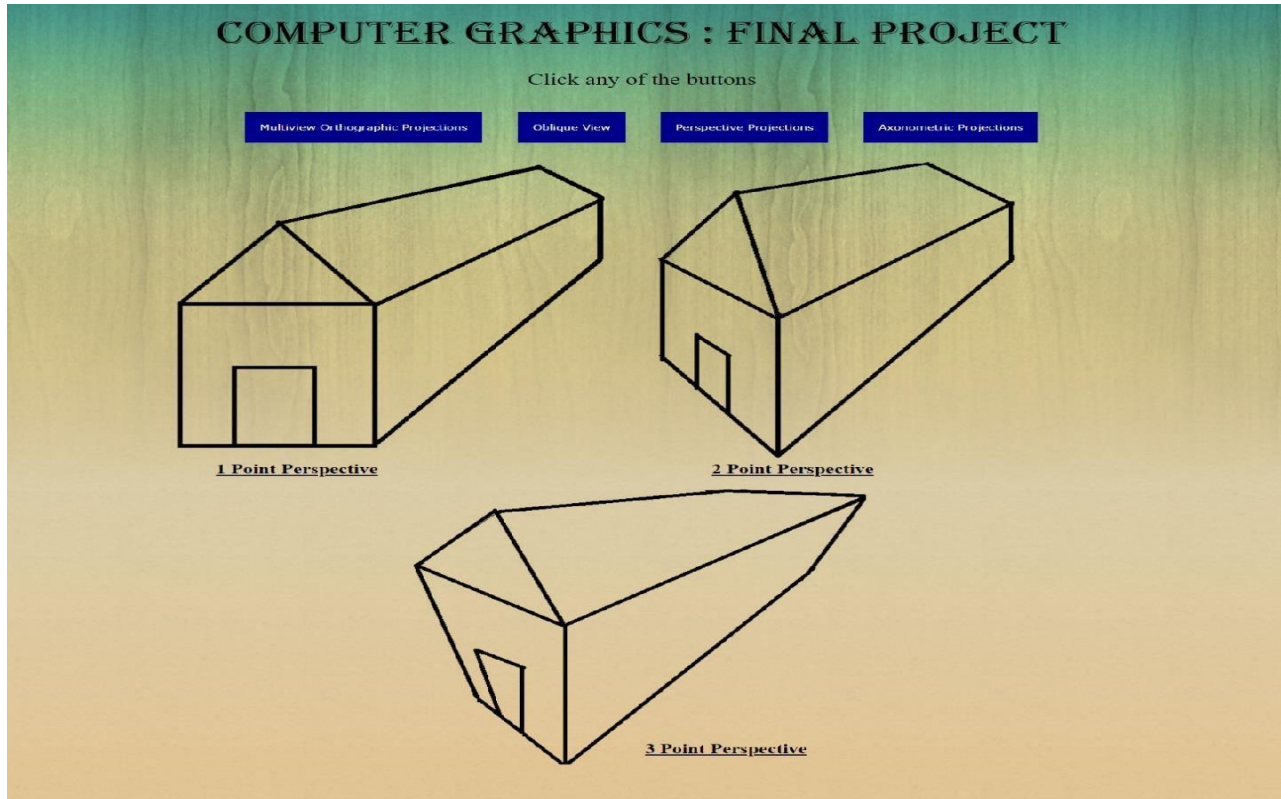 COMPUTER GRAPHICS : FINAL PROJECT
Click any of the buttons
Multiview Orthographic Projections
Oblique View
Perspective Projections
Axonometric Projections
1 Point Perspective
2 Point Perspective
3 Point Perspective